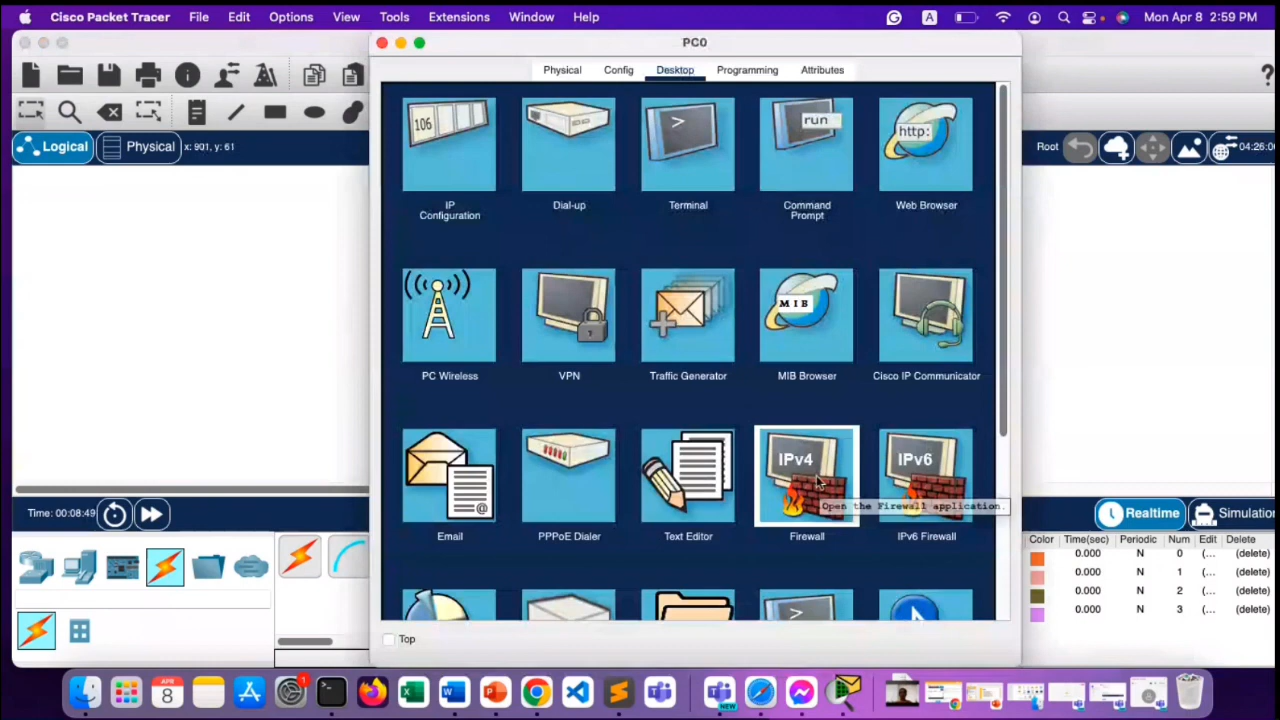 Cisco Packet Tracer File Edit Options View Tools Extensions Window Help A Mon Apr 8 2:59 PM
PC0
Physical Config Desktop Programming Attributes
Logical Physical x: 901, y: 61
Root 04:26:0
106
>
run
http:
IP Configuration
Dial-up
Terminal
Command Prompt
Web Browser
MIB
PC Wireless
VPN
Traffic Generator
MIB Browser
Cisco IP Communicator
@
IPv4
IPv6
Open the Firewall application.
Email
PPPoE Dialer
Text Editor
Firewall
IPv6 Firewall
>
Top
Time: 00:08:49
Realtime Simulation
Color Time(sec) Periodic Num Edit Delete
0.000 N 0 (... (delete)
0.000 N 1 (... (delete)
0.000 N 2 (... (delete)
0.000 N 3 (... (delete)
APR
8
1
NEW